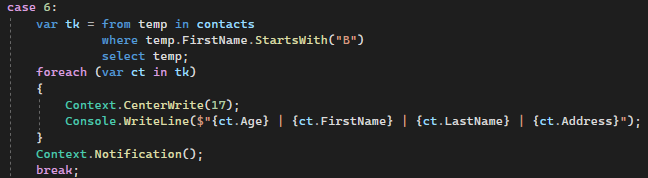 case 6:
var tk = from temp in contacts
where temp.FirstName.StartsWith("B")
select temp;
foreach (var ct in tk)
{
Context.CenterWrite(17);
Console.WriteLine($"{ct.Age} | {ct.FirstName} | {ct.LastName} | {ct.Address}");
}
Context.Notification();
break;